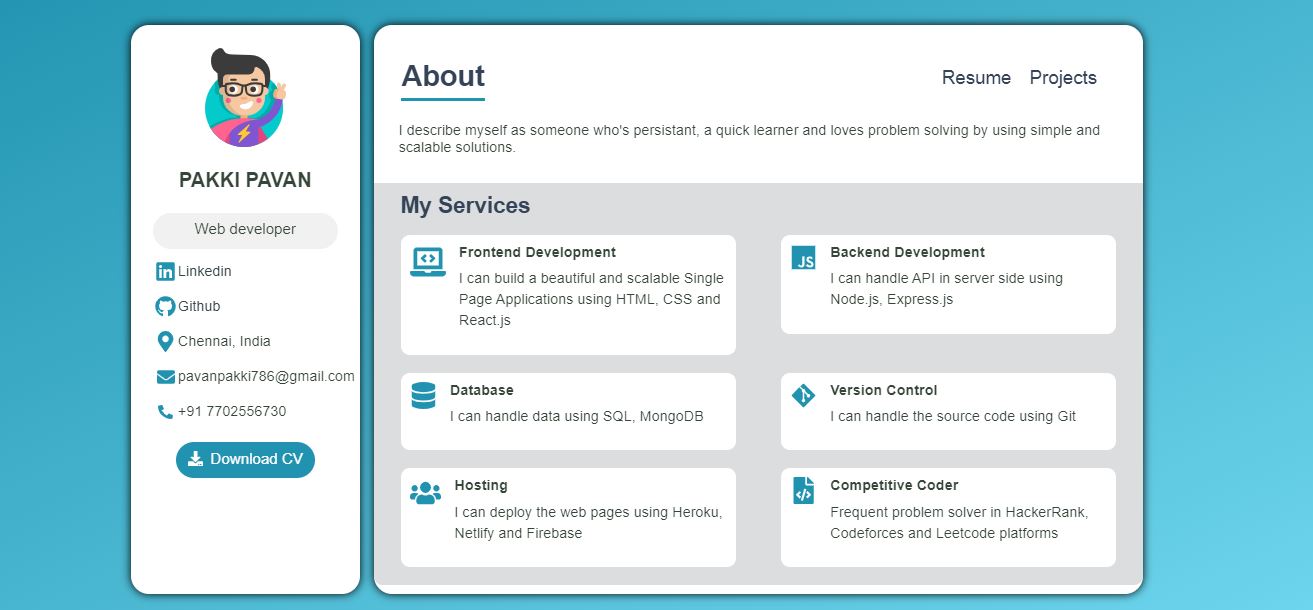 PAKKI PAVAN
Web developer
Linkedin
Github
Chennai, India
pavanpakki786@gmail.com
+91 7702556730
Download CV
About
Resume
Projects
I describe myself as someone who's persistant, a quick learner and loves problem solving by using simple and
scalable solutions.
My Services
Frontend Development
I can build a beautiful and scalable Single
Page Applications using HTML, CSS and
React.js
JS
Backend Development
I can handle API in server side using
Node.js, Express.js
Database
I can handle data using SQL, MongoDB
Version Control
I can handle the source code using Git
Hosting
I can deploy the web pages using Heroku,
Netlify and Firebase
Competitive Coder
Frequent problem solver in HackerRank,
Codeforces and Leetcode platforms